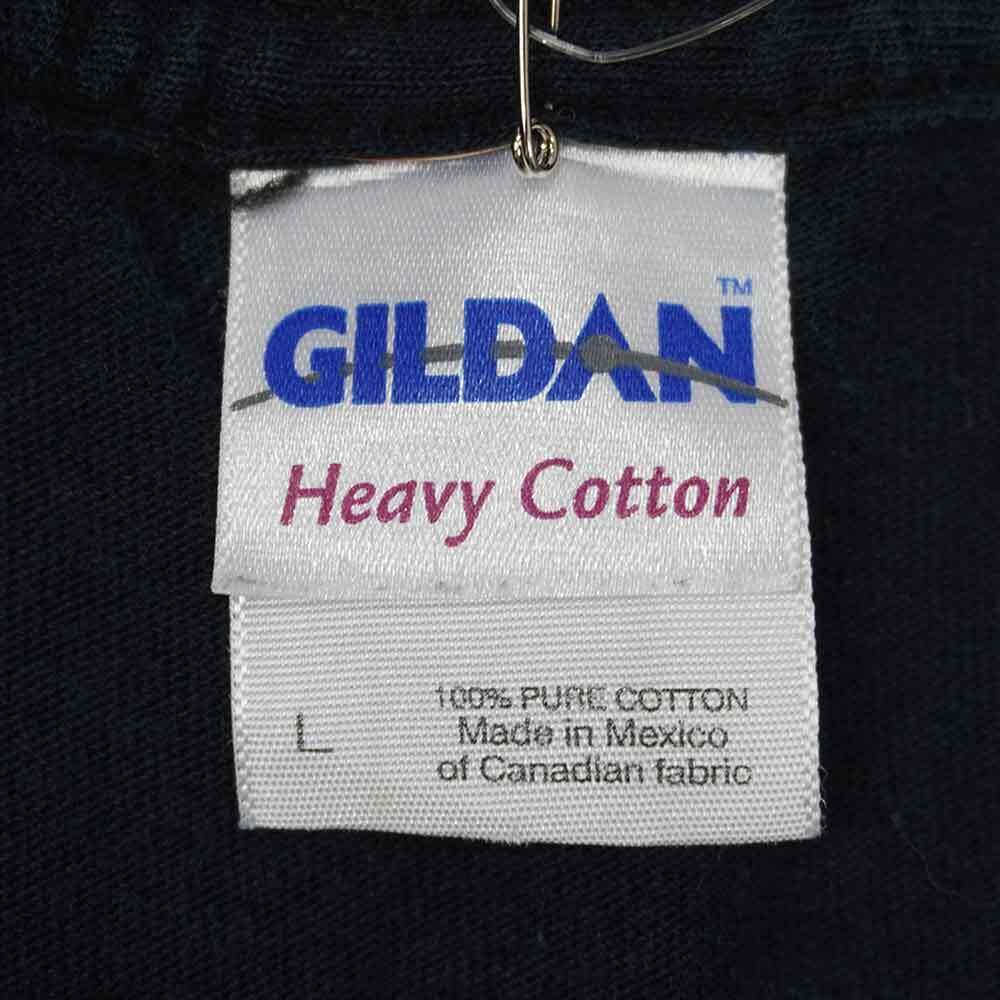 GILDAN™
Heavy Cotton
100% PURE COTTON
L
Made in Mexico
of Canadian fabric